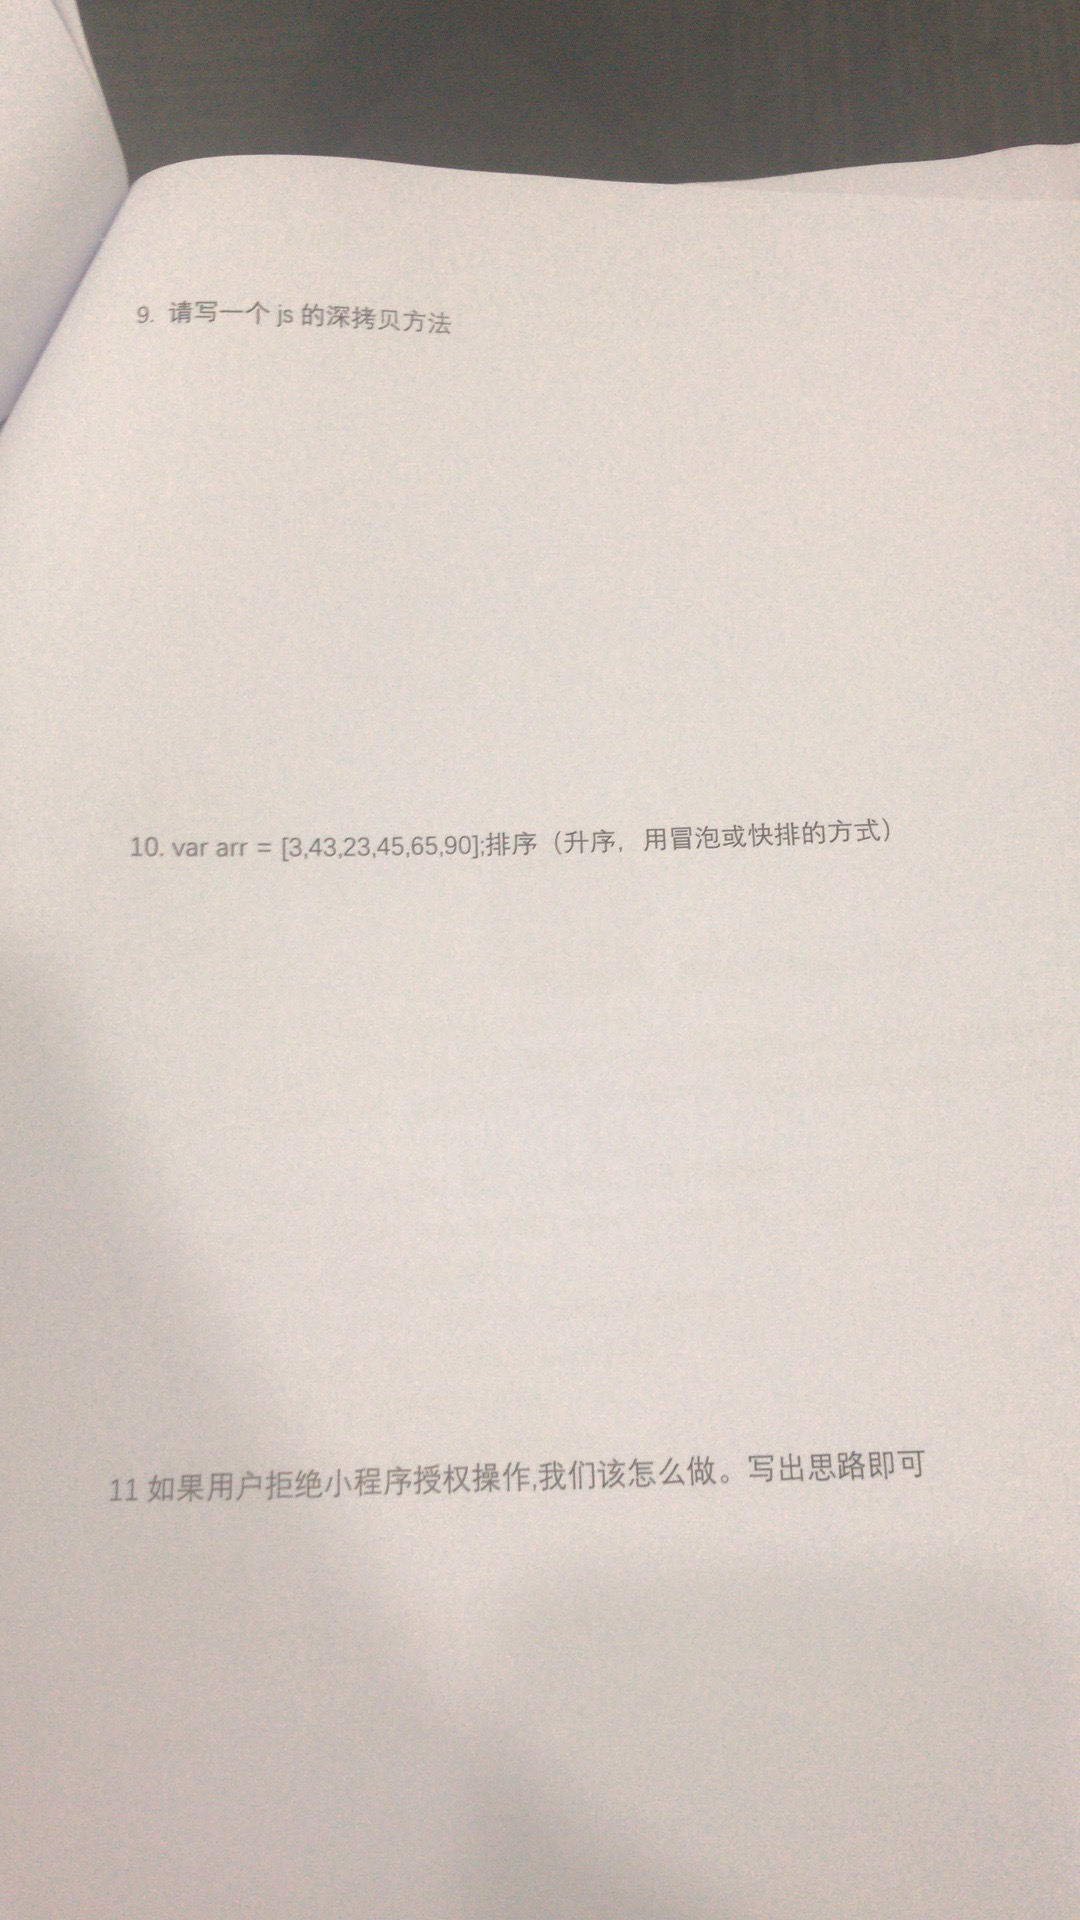 9. 请写一个 js 的深拷贝方法
10. var arr = [3,43,23,45,65,90];排序（升序，用冒泡或快排的方式）
11 如果用户拒绝小程序授权操作,我们该怎么做。写出思路即可